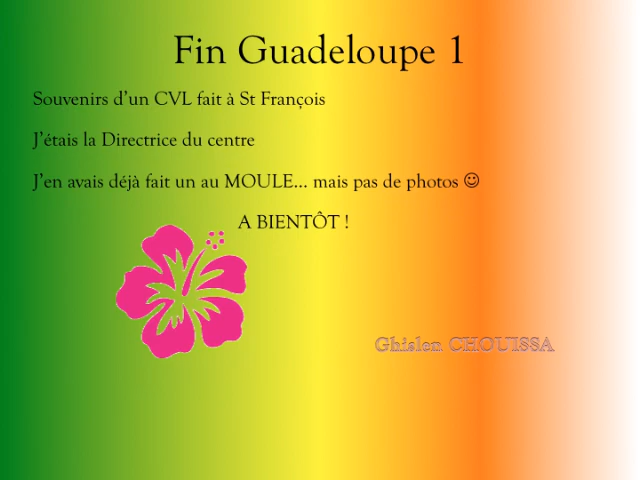 Fin Guadeloupe 1
Souvenirs d’un CVL fait à St François
J’étais la Directrice du centre
J’en avais déjà fait un au MOULE… mais pas de photos ☺
A BIENTÔT !
Ghislen CHOUISSA